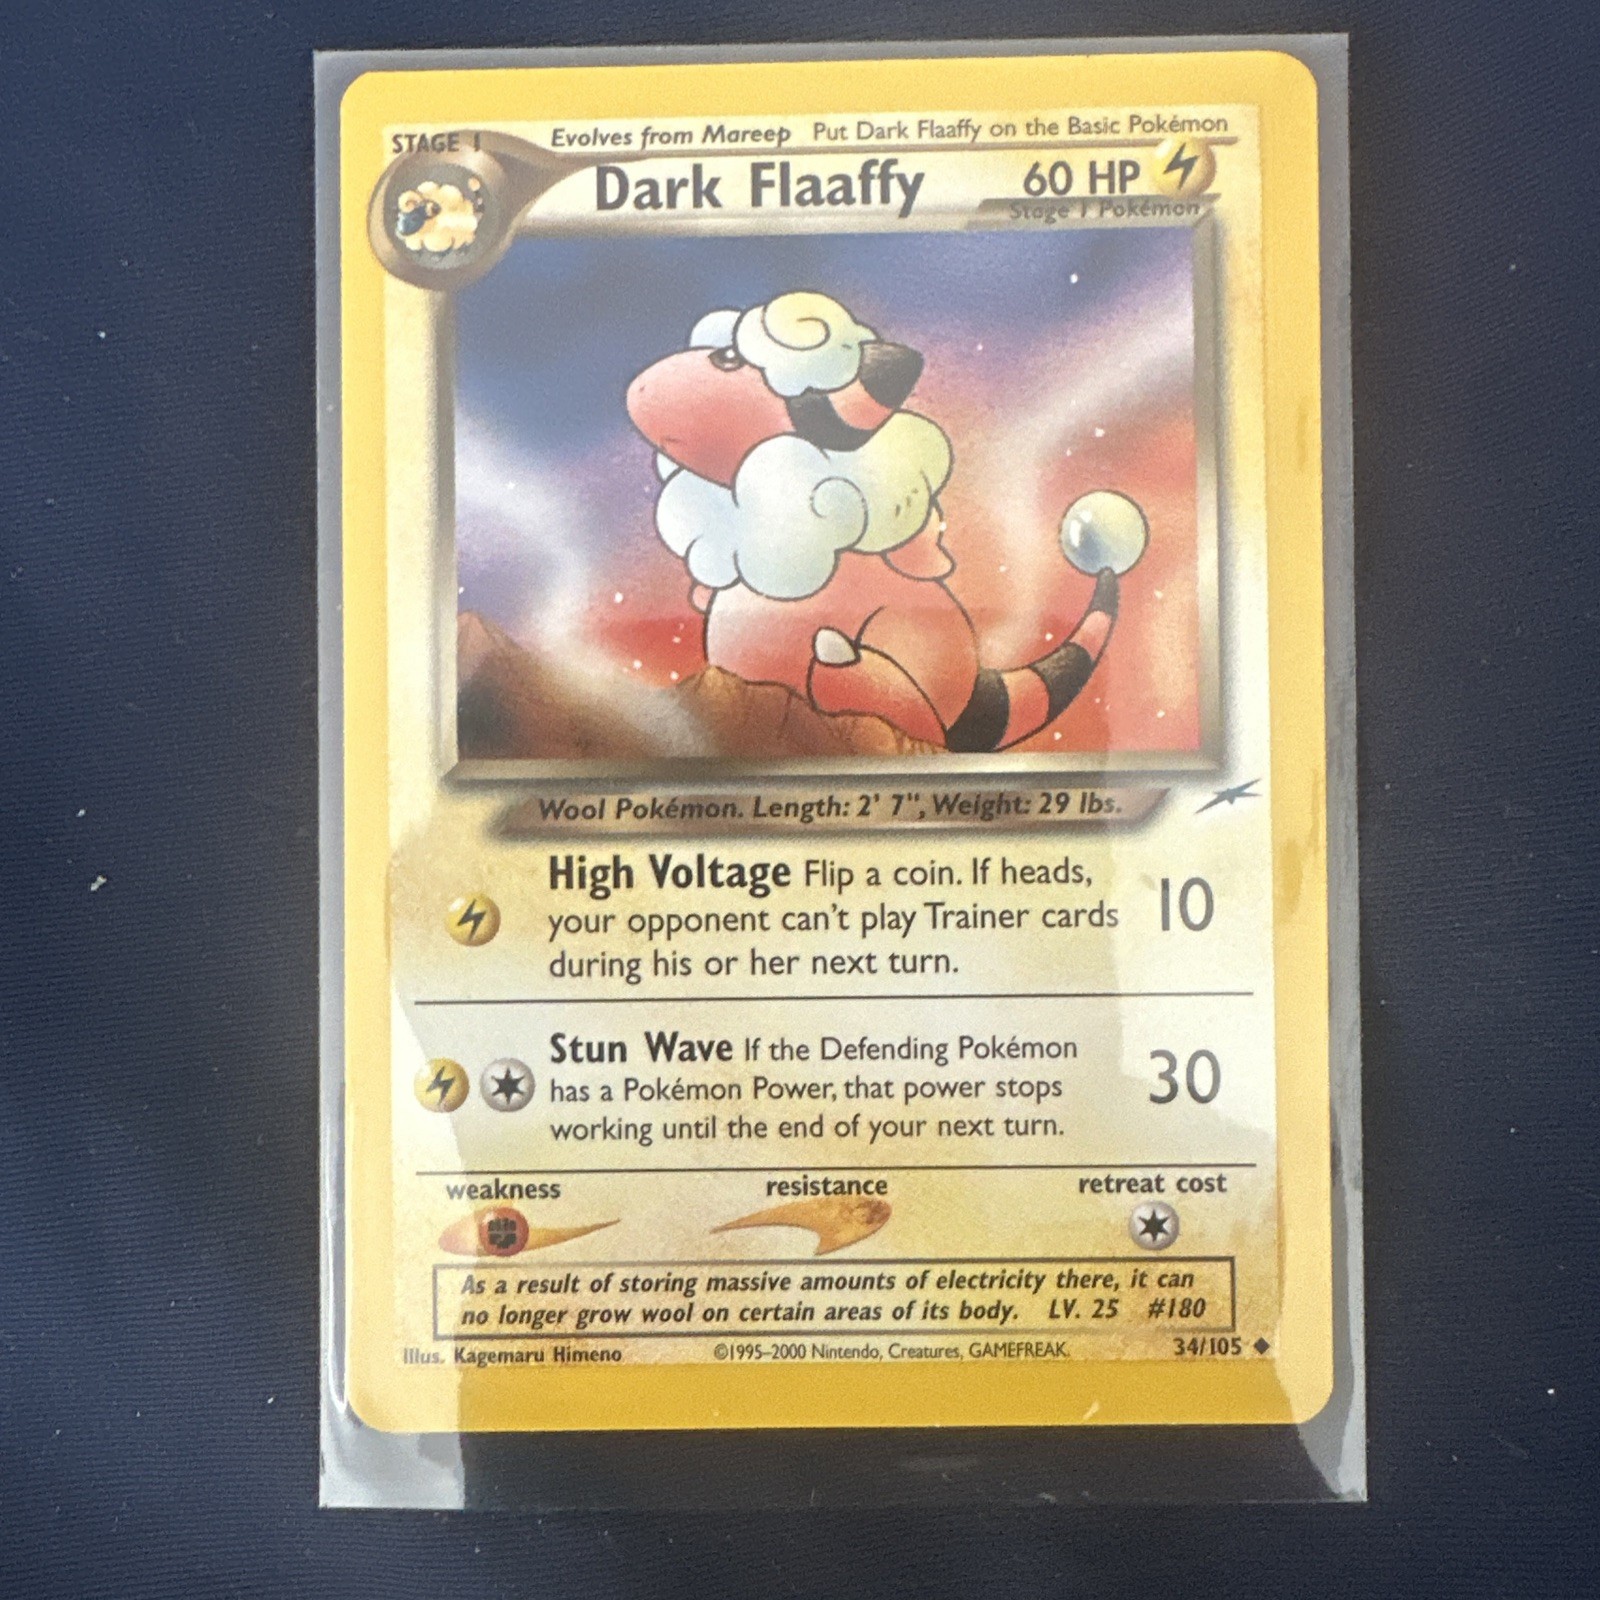 STAGE 1
Evolves from Mareep Put Dark Flaaffy on the Basic Pokémon
Dark Flaaffy 60 HP
Stage 1 Pokémon
Wool Pokémon. Length: 2' 7", Weight: 29 lbs.
High Voltage Flip a coin. If heads,
your opponent can't play Trainer cards
during his or her next turn.
10
Stun Wave If the Defending Pokémon
has a Pokémon Power, that power stops
working until the end of your next turn.
30
weakness resistance retreat cost
As a result of storing massive amounts of electricity there, it can
no longer grow wool on certain areas of its body. LV. 25 #180
Illus. Kagemaru Himeno ©1995–2000 Nintendo, Creatures, GAMEFREAK. 34/105